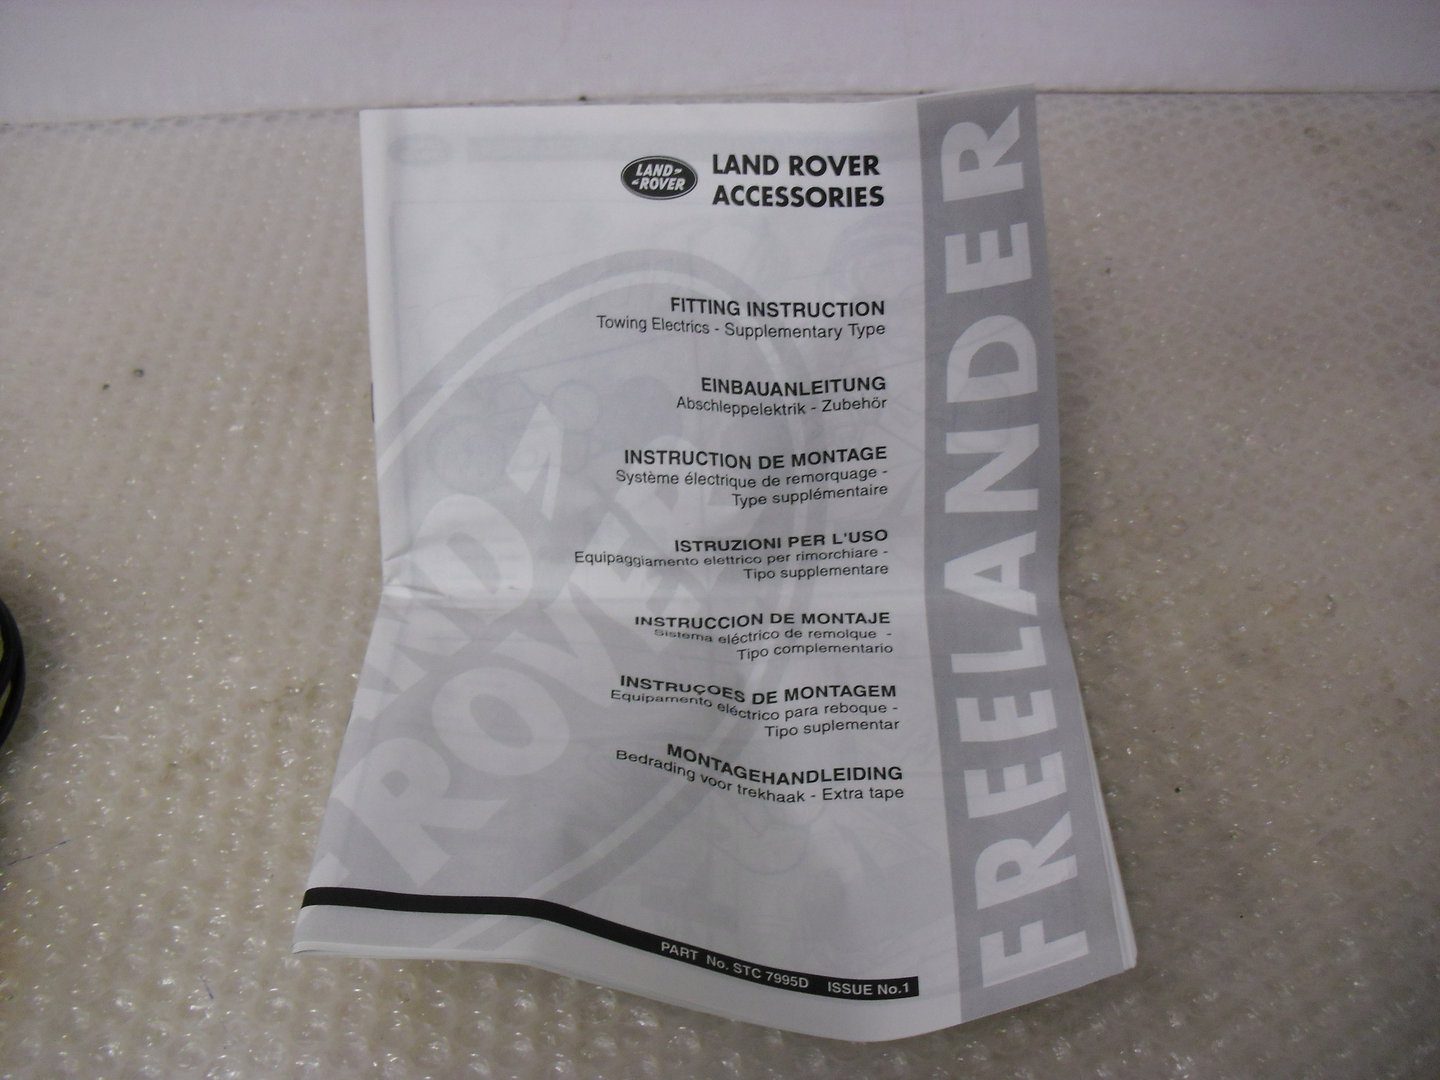 LAND-
-ROVER
LAND ROVER
ACCESSORIES
FITTING INSTRUCTION
Towing Electrics - Supplementary Type
EINBAUANLEITUNG
Abschleppelektrik - Zubehör
INSTRUCTION DE MONTAGE
Système électrique de remorquage -
Type supplémentaire
ISTRUZIONI PER L'USO
Equipaggiamento elettrico per rimorchiare -
Tipo supplementare
INSTRUCCION DE MONTAJE
Sistema eléctrico de remolque -
Tipo complementario
INSTRUÇOES DE MONTAGEM
Equipamento eléctrico para reboque -
Tipo suplementar
MONTAGEHANDLEIDING
Bedrading voor trekhaak - Extra tape
PART No. STC 7995D ISSUE No.1
FREELANDER
LAND
ROVER